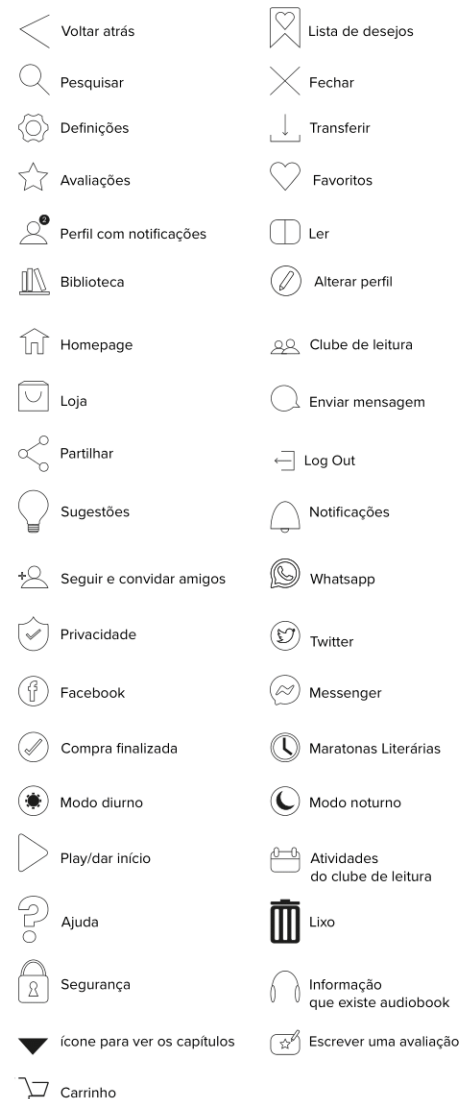 Voltar atrás
Lista de desejos
Pesquisar
Fechar
Definições
Transferir
Avaliações
Favoritos
2
Perfil com notificações
Ler
Biblioteca
Alterar perfil
Homepage
Clube de leitura
Loja
Enviar mensagem
Partilhar
Log Out
Sugestões
Notificações
Seguir e convidar amigos
Whatsapp
Privacidade
Twitter
Facebook
Messenger
Compra finalizada
Maratonas Literárias
Modo diurno
Modo noturno
Play/dar início
Atividades
do clube de leitura
Ajuda
Lixo
Segurança
Informação
que existe audiobook
ícone para ver os capítulos
Escrever uma avaliação
Carrinho